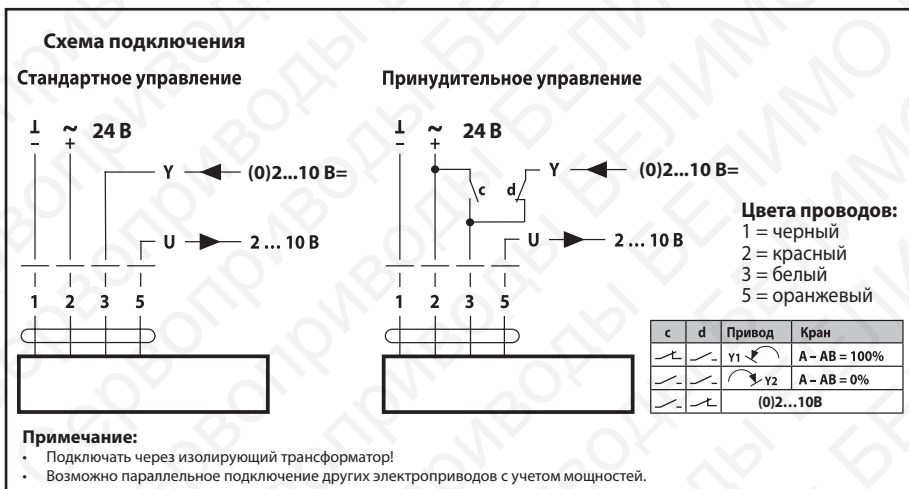 Схема подключения
Стандартное управление
⊥ ~ 24 В
- +
Y (0)2...10 В=
U 2 ... 10 В
1 2 3 5
Принудительное управление
⊥ ~ 24 В
- +
c d Y (0)2...10 В=
U 2 ... 10 В
1 2 3 5
Цвета проводов:
1 = черный
2 = красный
3 = белый
5 = оранжевый
c d Привод Кран
Y1 A – AB = 100%
Y2 A – AB = 0%
(0)2...10В
Примечание:
• Подключать через изолирующий трансформатор!
• Возможно параллельное подключение других электроприводов с учетом мощностей.